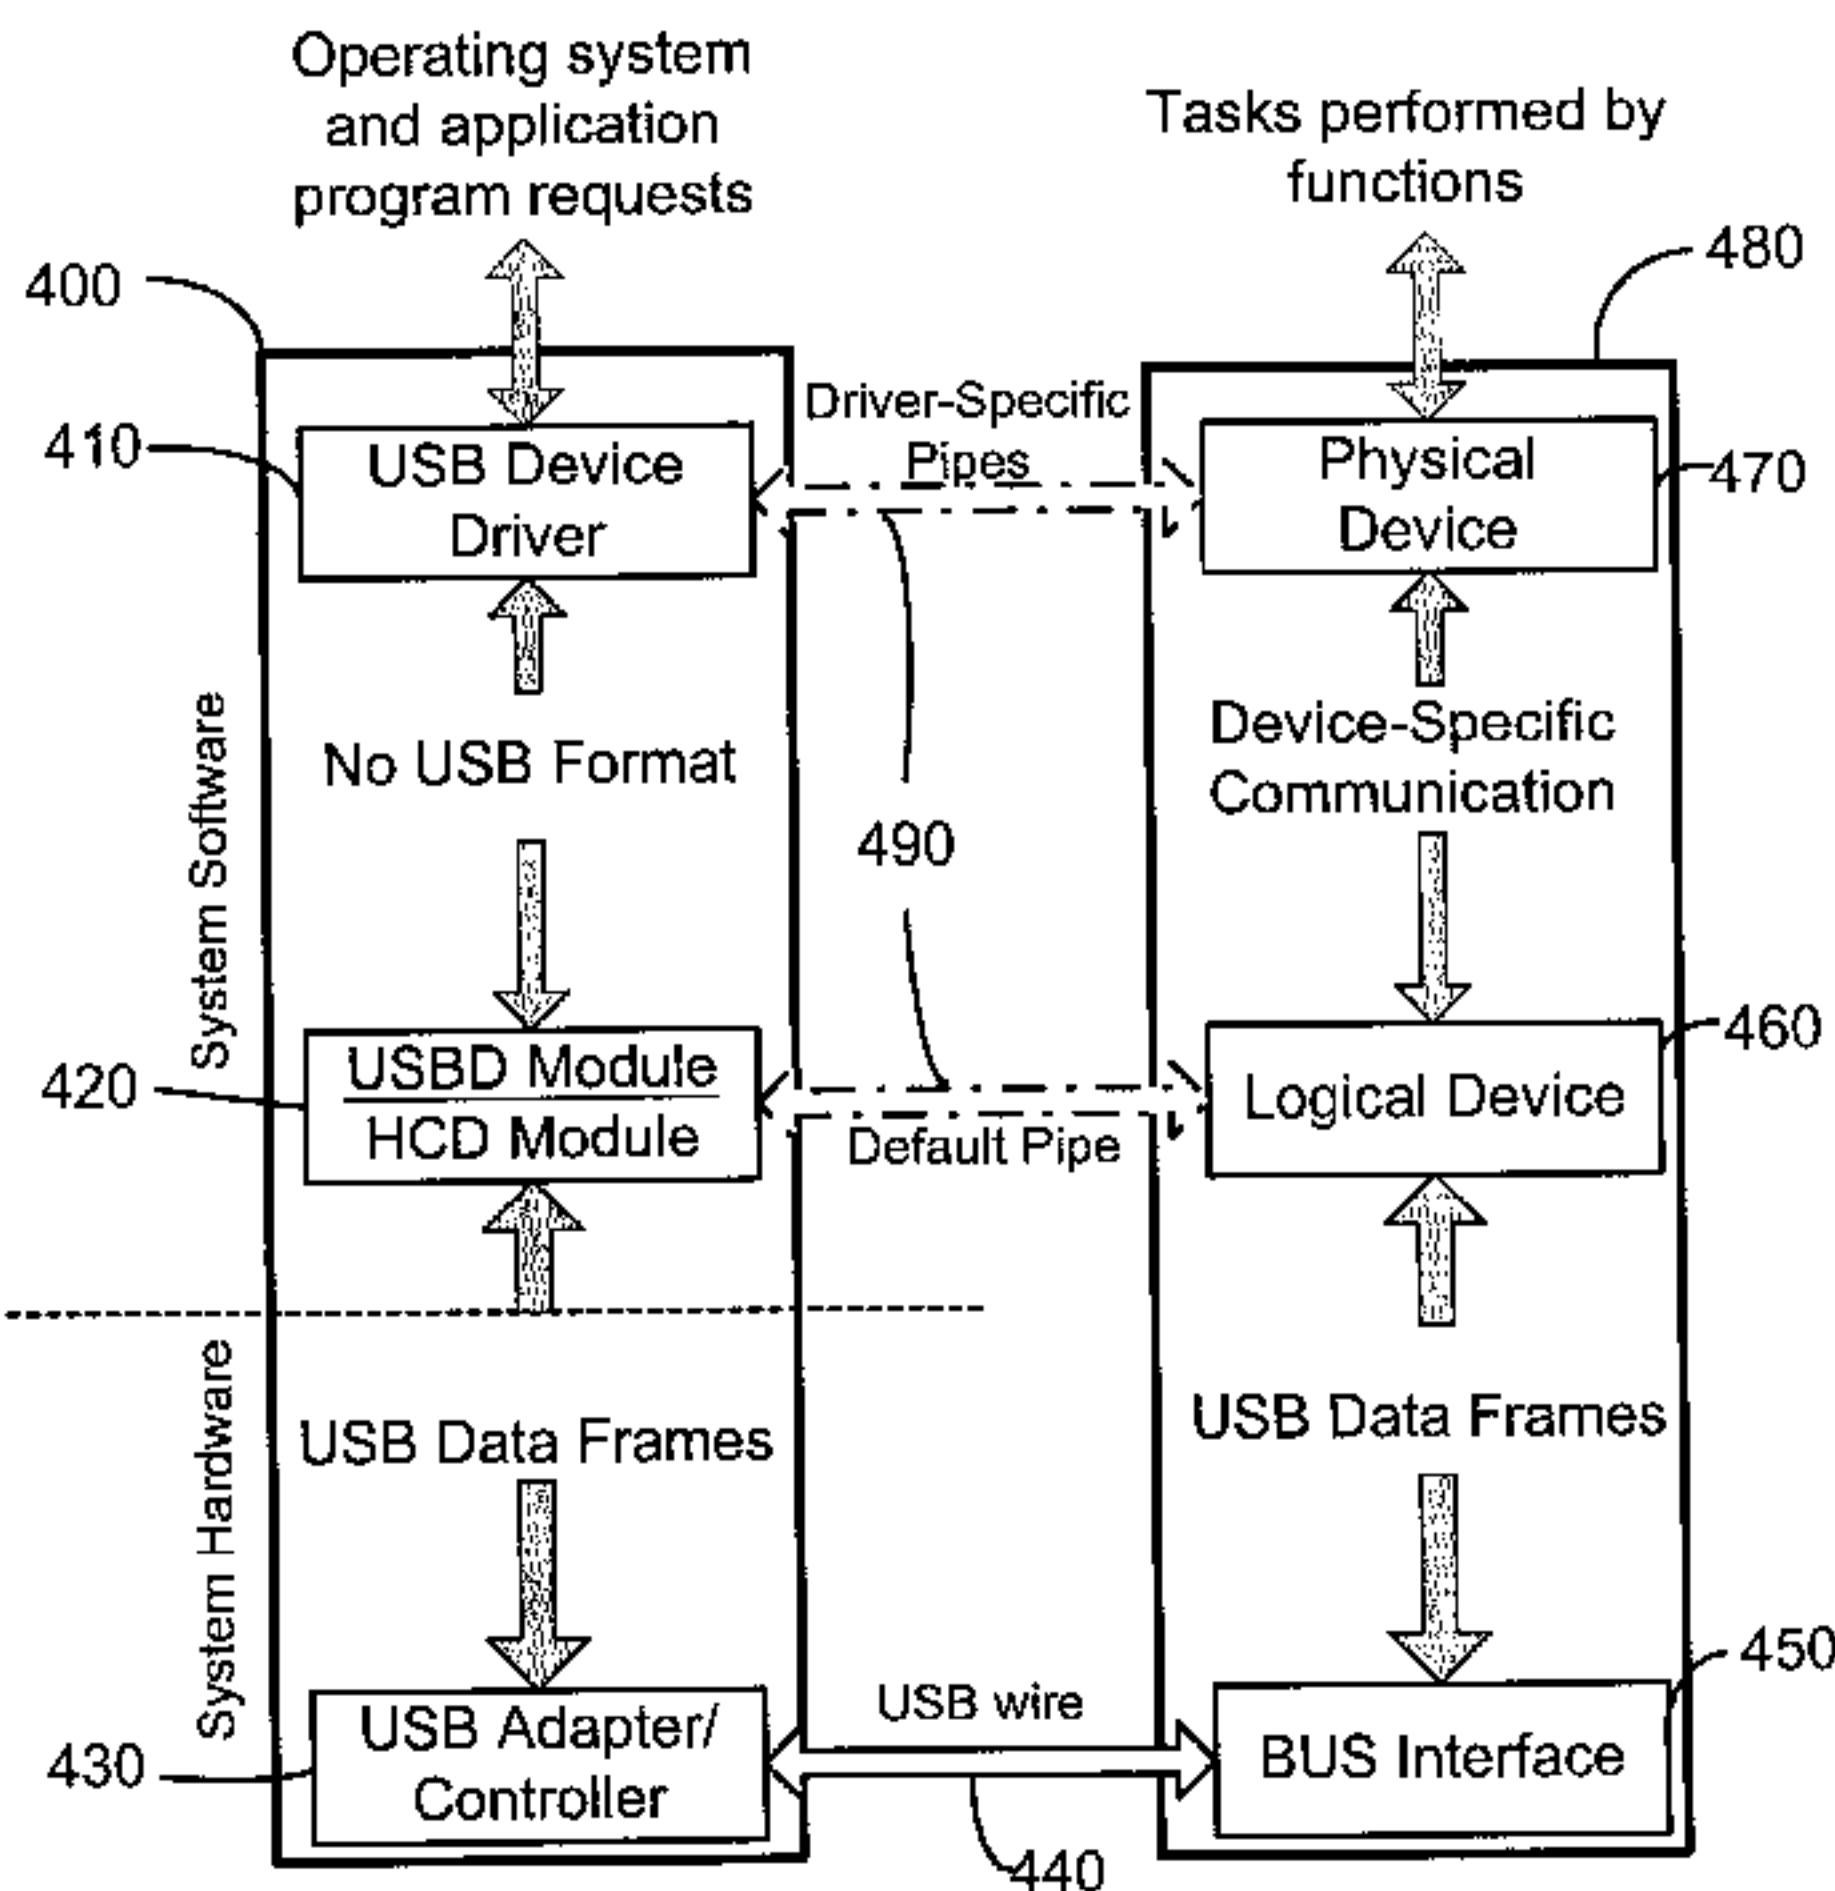 Operating system
and application
program requests
Tasks performed by
functions
400
480
Driver-Specific
Pipes
410
USB Device
Driver
Physical
Device
470
System Software
No USB Format
490
Device-Specific
Communication
420
USBD Module
HCD Module
Default Pipe
Logical Device
460
System Hardware
USB Data Frames
USB Data Frames
430
USB Adapter/
Controller
USB wire
440
BUS Interface
450